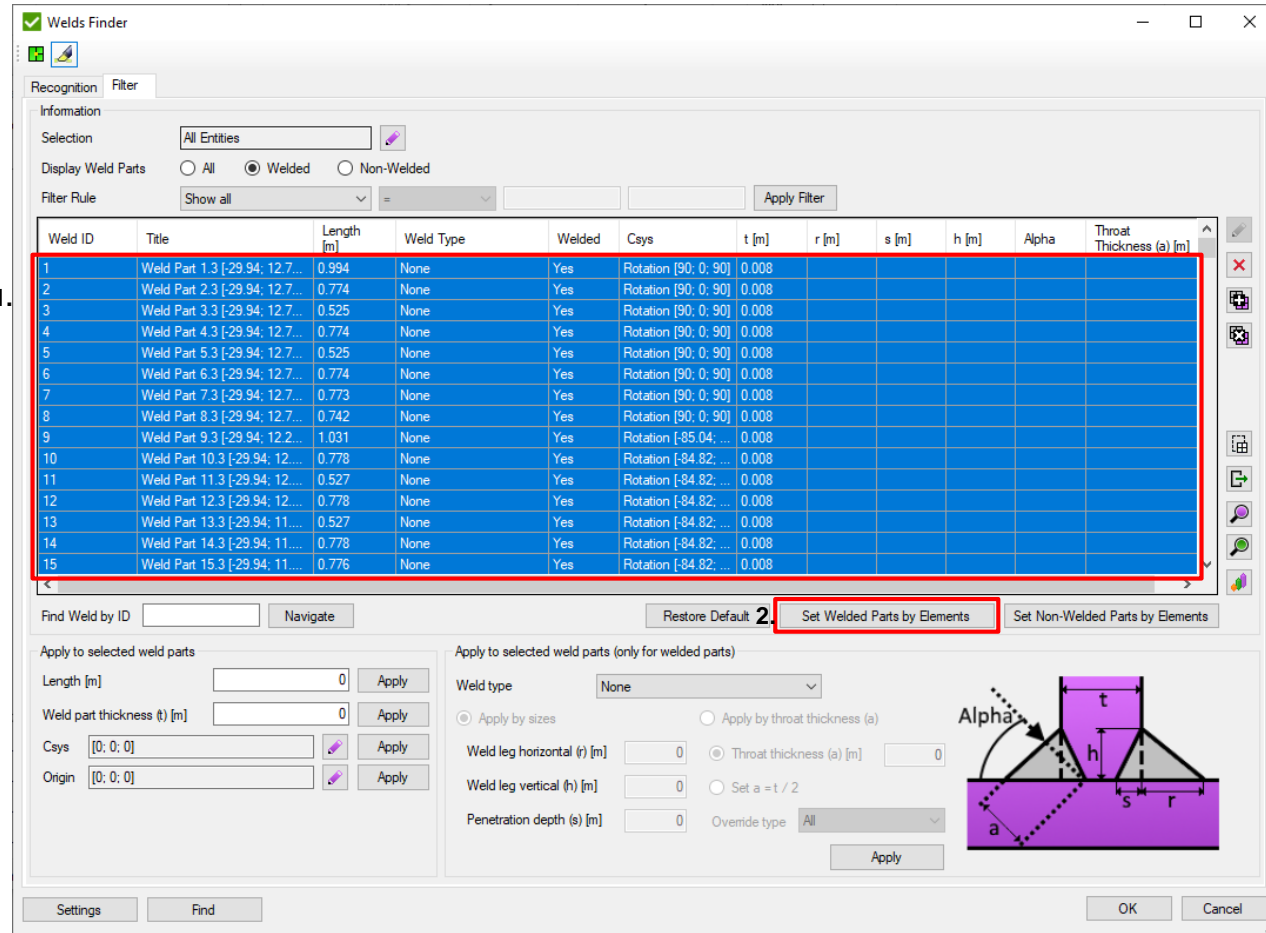 Welds Finder
Recognition Filter
Information
Selection All Entities
Display Weld Parts All Welded Non-Welded
Filter Rule Show all = Apply Filter
Weld ID Title Length [m] Weld Type Welded Csys t [m] r [m] s [m] h [m] Alpha Throat Thickness (a) [m]
1 Weld Part 1.3 [-29.94; 12.7... 0.994 None Yes Rotation [90; 0; 90] 0.008
2 Weld Part 2.3 [-29.94; 12.7... 0.774 None Yes Rotation [90; 0; 90] 0.008
1.
3 Weld Part 3.3 [-29.94; 12.7... 0.525 None Yes Rotation [90; 0; 90] 0.008
4 Weld Part 4.3 [-29.94; 12.7... 0.774 None Yes Rotation [90; 0; 90] 0.008
5 Weld Part 5.3 [-29.94; 12.7... 0.525 None Yes Rotation [90; 0; 90] 0.008
6 Weld Part 6.3 [-29.94; 12.7... 0.774 None Yes Rotation [90; 0; 90] 0.008
7 Weld Part 7.3 [-29.94; 12.7... 0.773 None Yes Rotation [90; 0; 90] 0.008
8 Weld Part 8.3 [-29.94; 12.7... 0.742 None Yes Rotation [90; 0; 90] 0.008
9 Weld Part 9.3 [-29.94; 12.2... 1.031 None Yes Rotation [-85.04; ... 0.008
10 Weld Part 10.3 [-29.94; 12.... 0.778 None Yes Rotation [-84.82; ... 0.008
11 Weld Part 11.3 [-29.94; 12.... 0.527 None Yes Rotation [-84.82; ... 0.008
12 Weld Part 12.3 [-29.94; 12.... 0.778 None Yes Rotation [-84.82; ... 0.008
13 Weld Part 13.3 [-29.94; 11.... 0.527 None Yes Rotation [-84.82; ... 0.008
14 Weld Part 14.3 [-29.94; 11.... 0.778 None Yes Rotation [-84.82; ... 0.008
15 Weld Part 15.3 [-29.94; 11.... 0.776 None Yes Rotation [-84.82; ... 0.008
Find Weld by ID Navigate Restore Default 2. Set Welded Parts by Elements Set Non-Welded Parts by Elements
Apply to selected weld parts
Length [m] 0 Apply
Weld part thickness (t) [m] 0 Apply
Csys [0; 0; 0] Apply
Origin [0; 0; 0] Apply
Apply to selected weld parts (only for welded parts)
Weld type None
Apply by sizes Apply by throat thickness (a)
Weld leg horizontal (r) [m] 0 Throat thickness (a) [m] 0
Weld leg vertical (h) [m] 0 Set a = t / 2
Penetration depth (s) [m] 0 Override type All
Apply
t
Alpha
h
s r
a
Settings Find OK Cancel